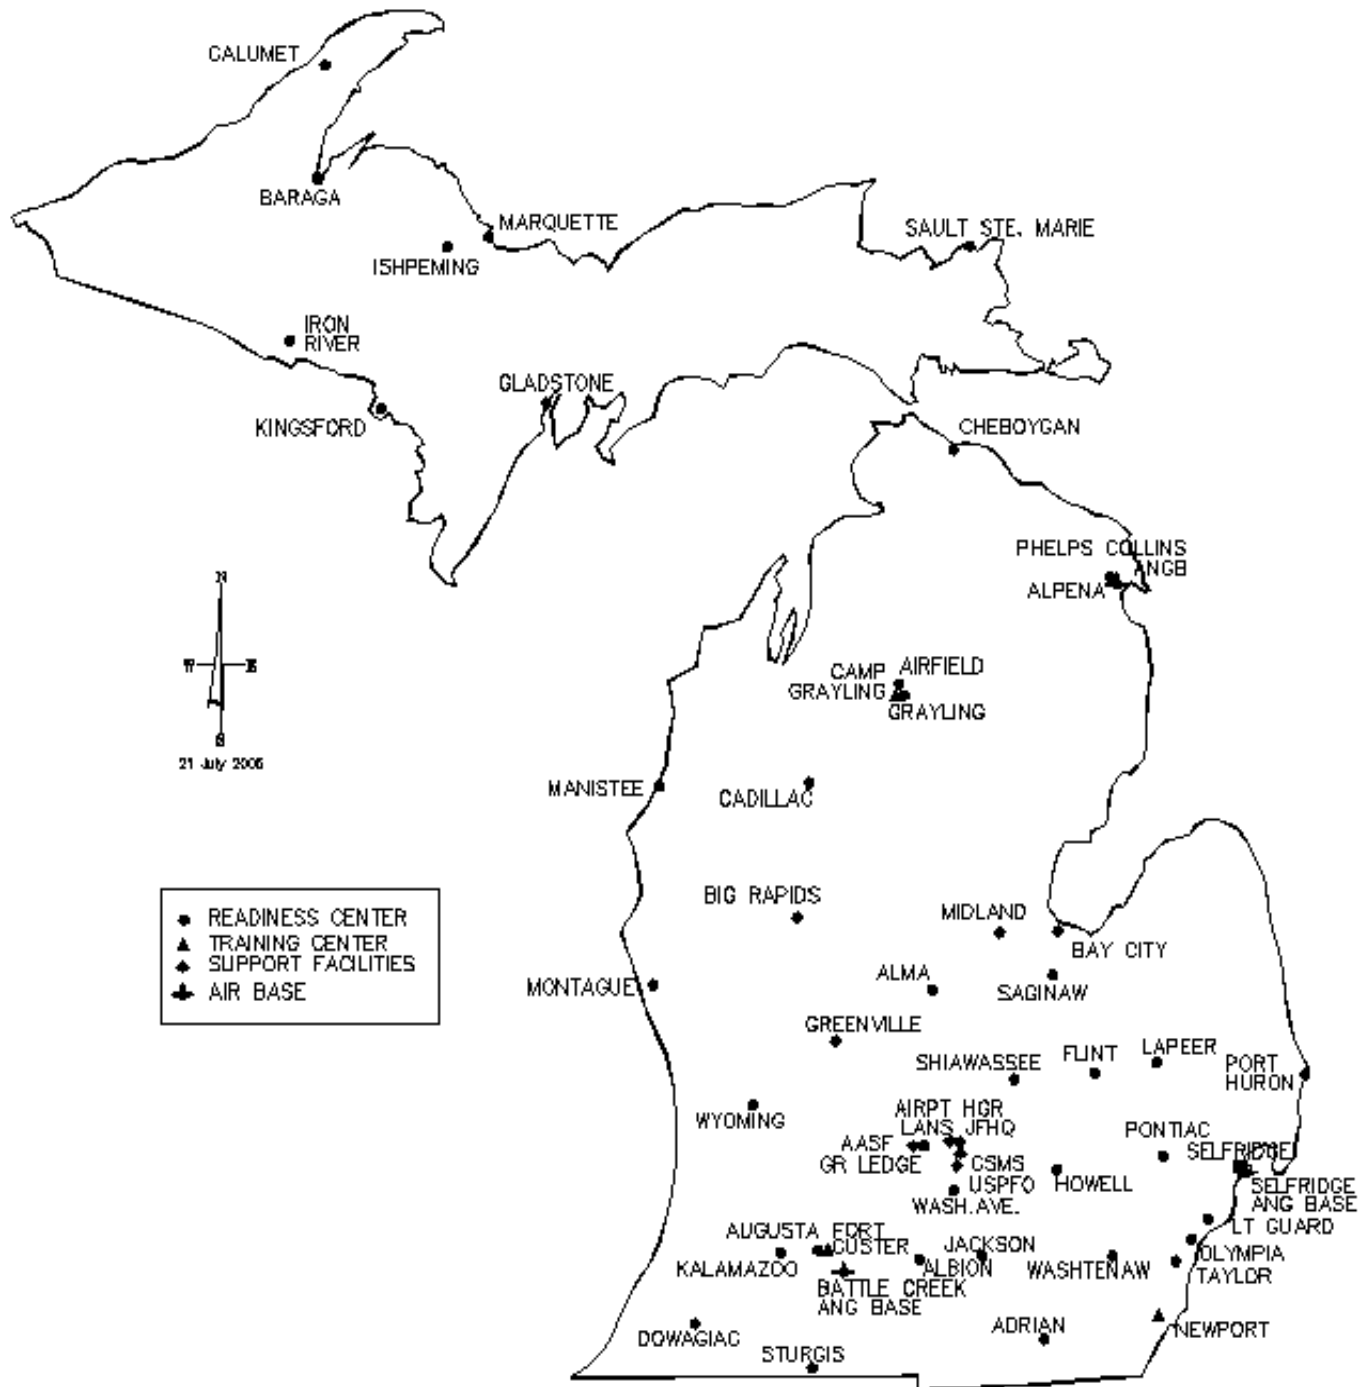 CALUMET
BARAGA
MARQUETTE
SAULT STE. MARIE
ISHPEMING
IRON
RIVER
GLADSTONE
KINGSFORD
CHEBOYGAN
PHELPS COLLINS
ANGB
ALPENA
N
W E
S
21 July 2006
CAMP
GRAYLING
AIRFIELD
GRAYLING
MANISTEE
CADILLAC
READINESS CENTER
TRAINING CENTER
SUPPORT FACILITIES
AIR BASE
BIG RAPIDS
MIDLAND
BAY CITY
MONTAGUE
ALMA
SAGINAW
GREENVILLE
SHIAWASSEE
FLINT
LAPEER
PORT
HURON
WYOMING
AIRPT HGR
LANS JFHQ
AASF
GR LEDGE
CSMS
USPFO
WASH.AVE.
HOWELL
PONTIAC
SELFRIDGE
SELFRIDGE
ANG BASE
LT GUARD
OLYMPIA
TAYLOR
AUGUSTA
FORT
CUSTER
KALAMAZOO
BATTLE CREEK
ANG BASE
ALBION
JACKSON
WASHTENAW
NEWPORT
ADRIAN
DOWAGIAC
STURGIS